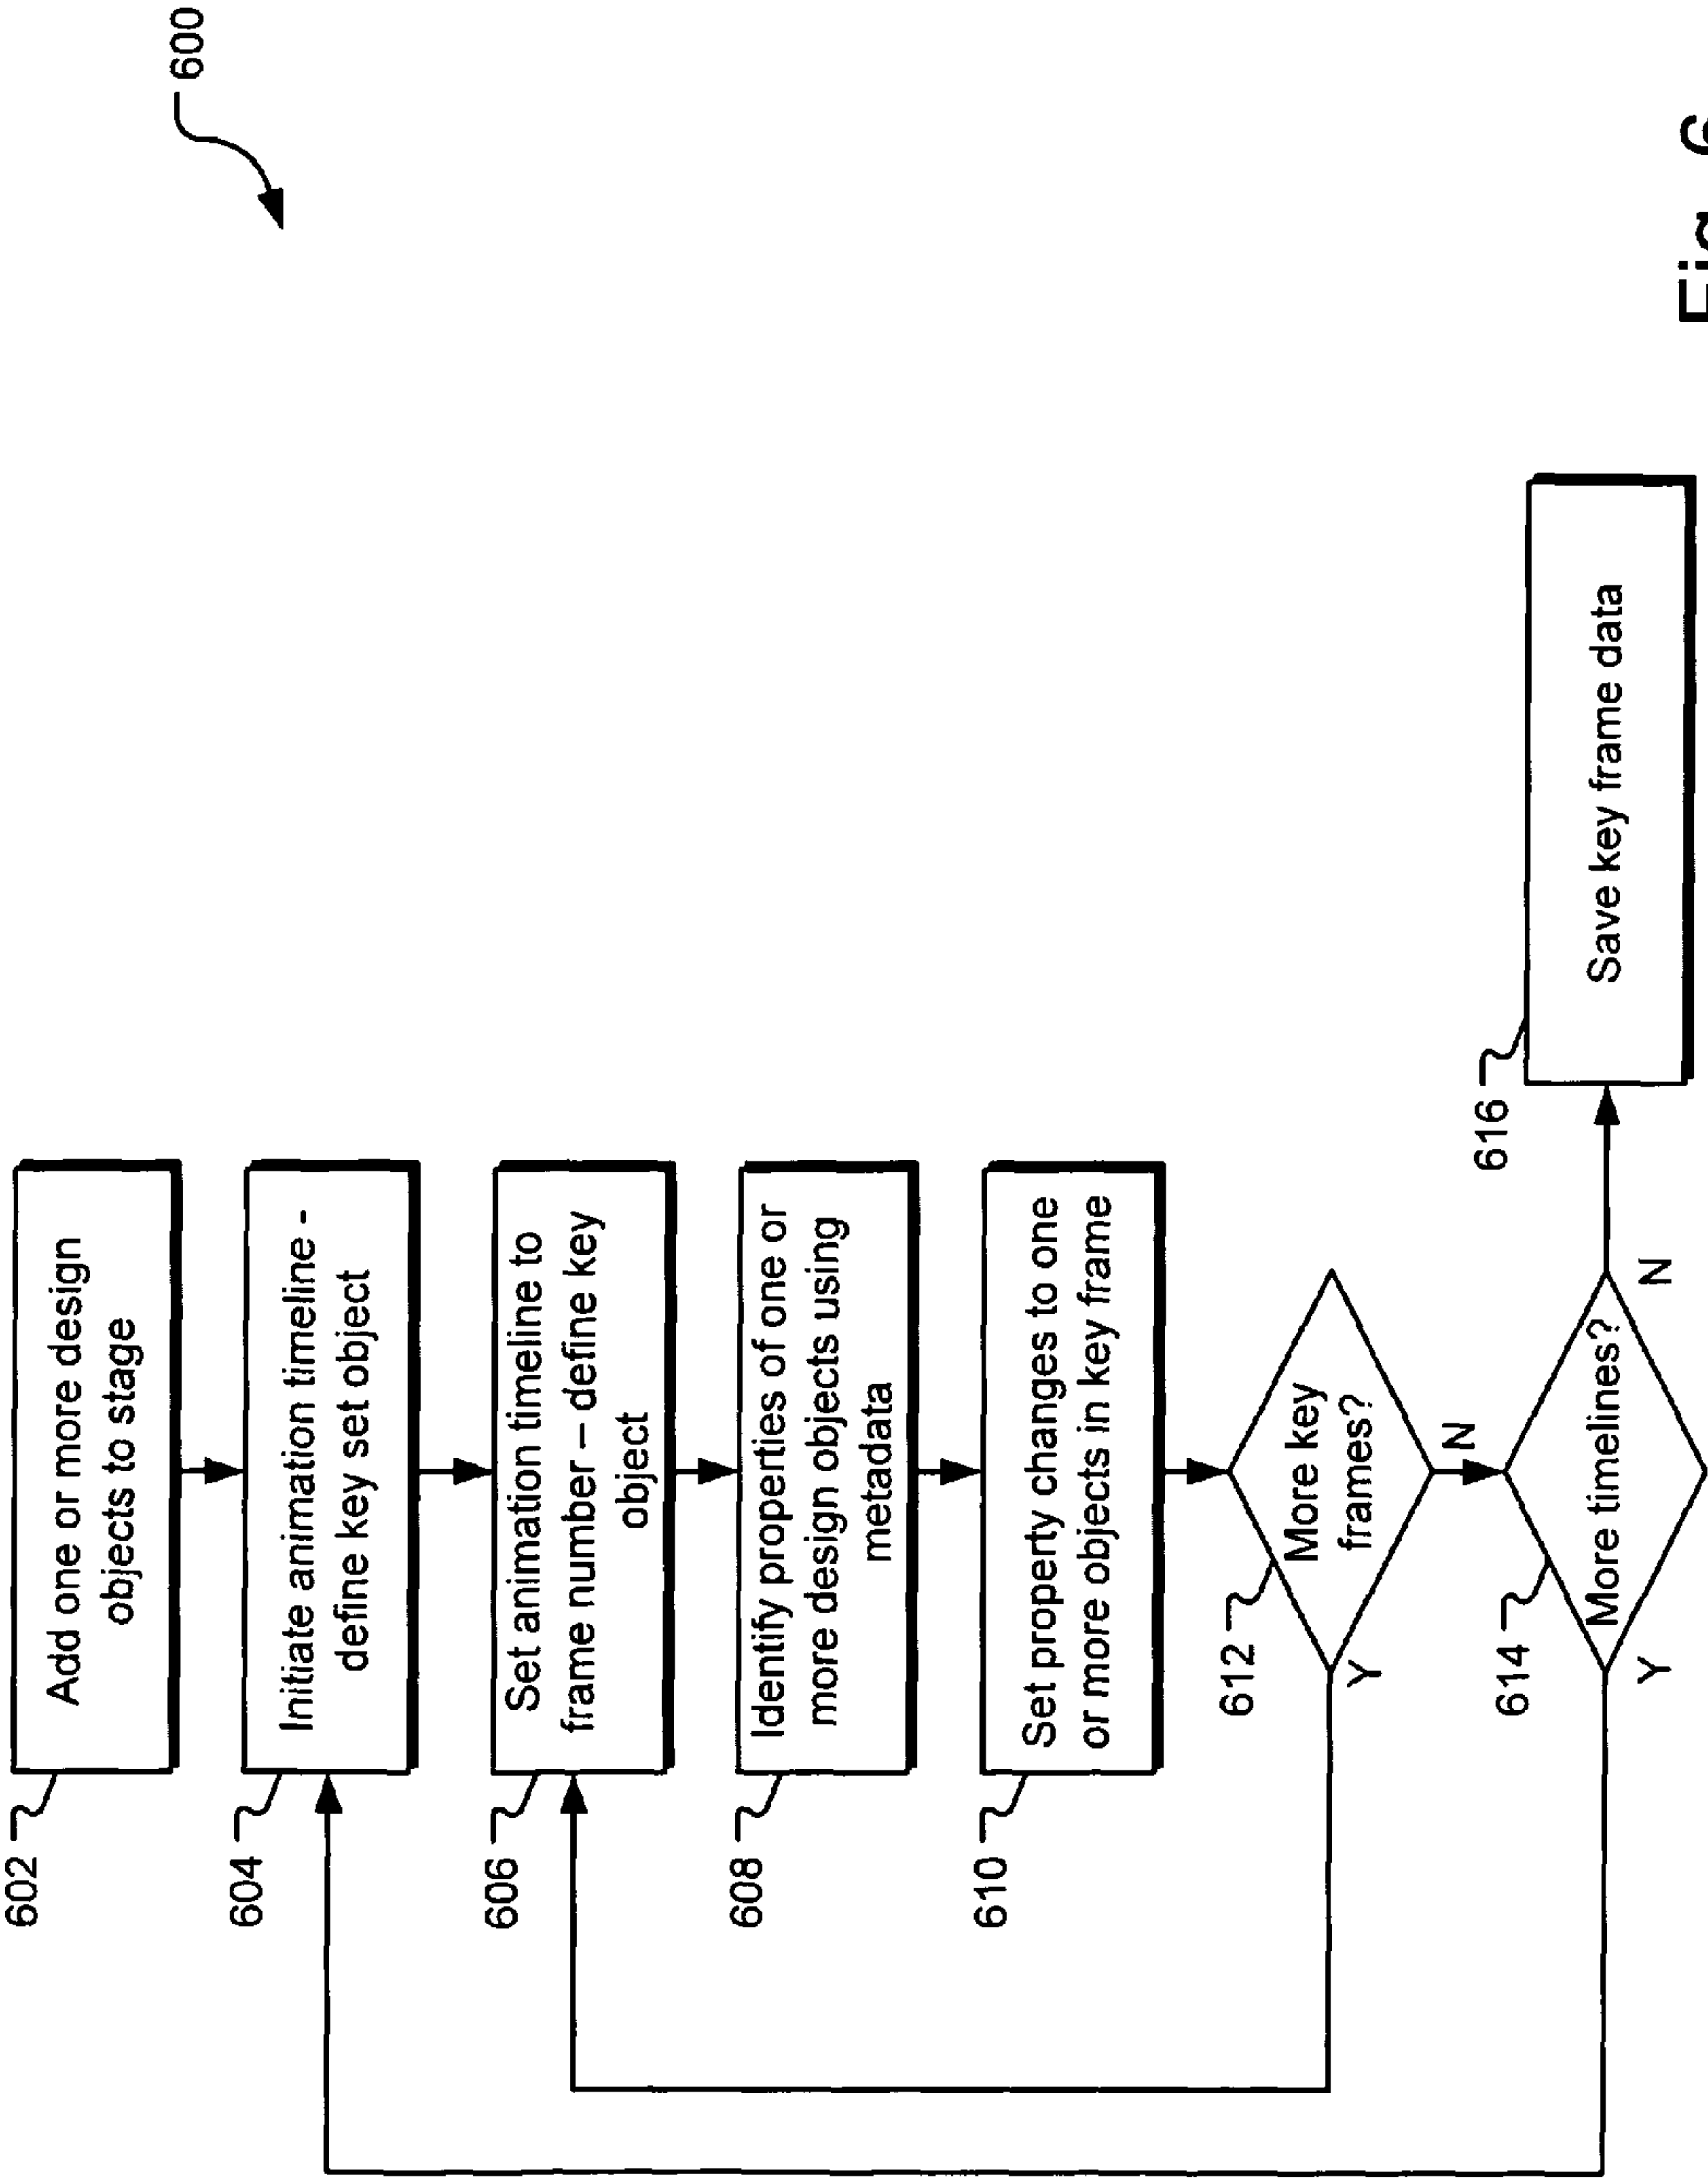 600
602
Add one or more design
objects to stage
604
Initiate animation timeline -
define key set object
606
Set animation timeline to
frame number – define key
object
608
Identify properties of one or
more design objects using
metadata
610
Set property changes to one
or more objects in key frame
612
More key
frames?
Y
N
614
More timelines?
Y
N
616
Save key frame data